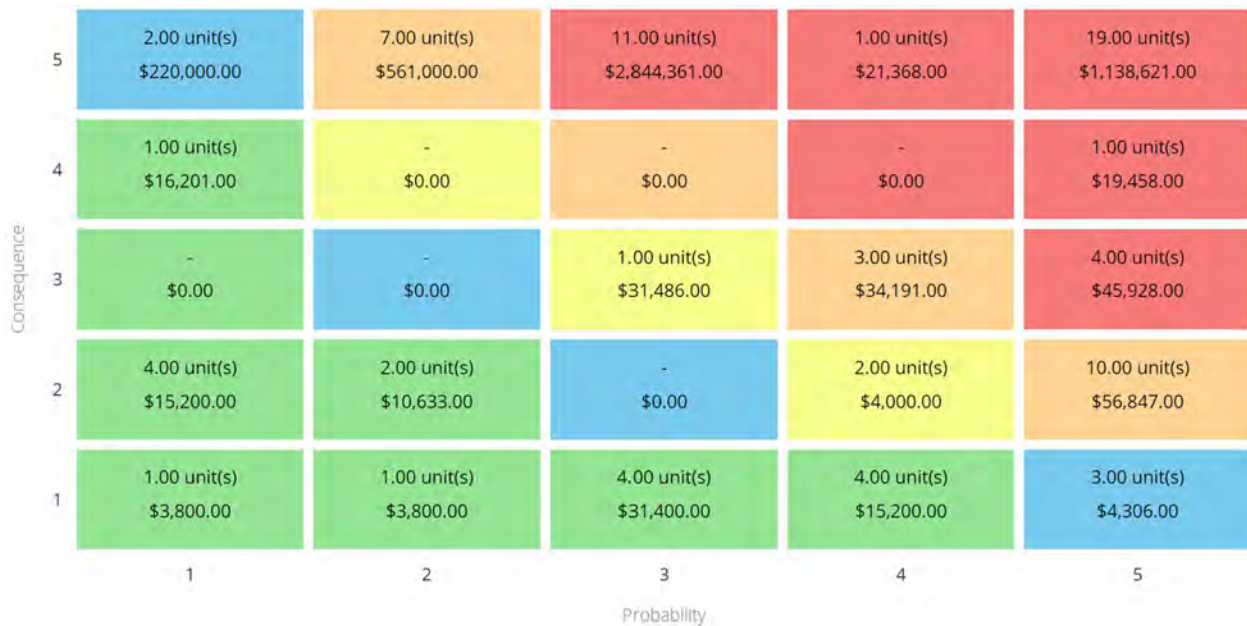 5
2.00 unit(s)
$220,000.00
7.00 unit(s)
$561,000.00
11.00 unit(s)
$2,844,361.00
1.00 unit(s)
$21,368.00
19.00 unit(s)
$1,138,621.00
4
1.00 unit(s)
$16,201.00
-
$0.00
-
$0.00
-
$0.00
1.00 unit(s)
$19,458.00
Consequence
3
-
$0.00
-
$0.00
1.00 unit(s)
$31,486.00
3.00 unit(s)
$34,191.00
4.00 unit(s)
$45,928.00
2
4.00 unit(s)
$15,200.00
2.00 unit(s)
$10,633.00
-
$0.00
2.00 unit(s)
$4,000.00
10.00 unit(s)
$56,847.00
1
1.00 unit(s)
$3,800.00
1.00 unit(s)
$3,800.00
4.00 unit(s)
$31,400.00
4.00 unit(s)
$15,200.00
3.00 unit(s)
$4,306.00
1 2 3 4 5
Probability